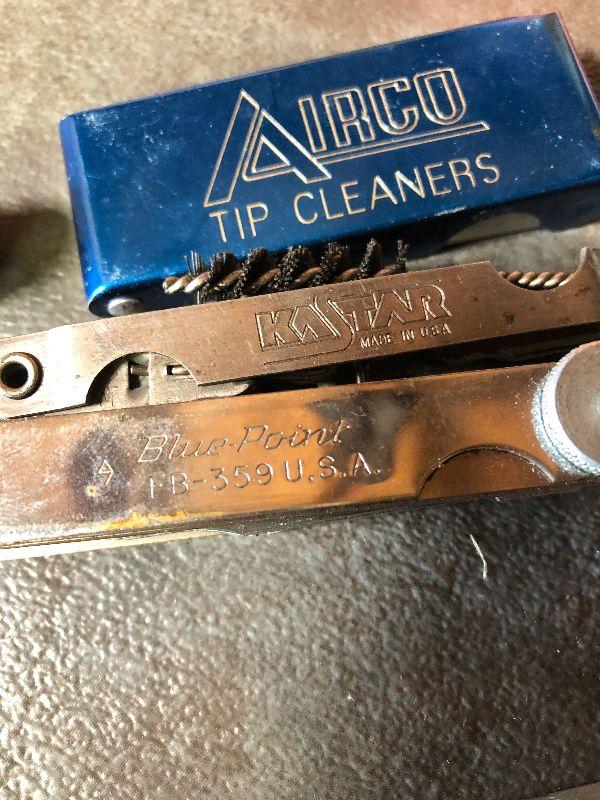 AIRCO
TIP CLEANERS
KASTAR
MADE IN U.S.A
Blue-Point
FB-359 U.S.A.